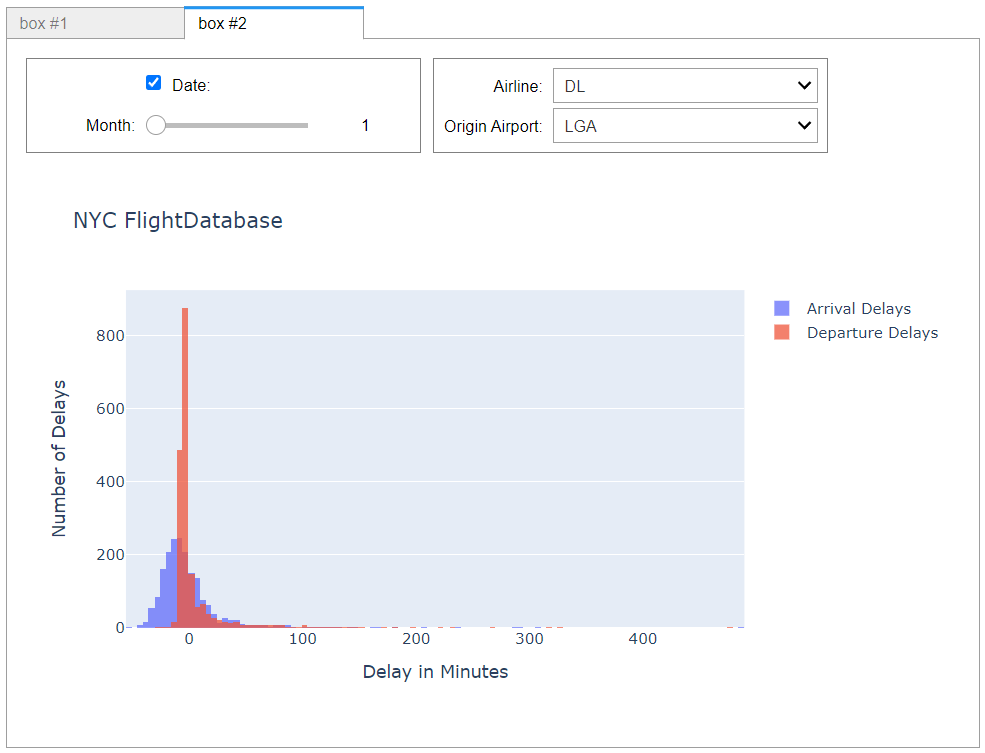 box #1
box #2
Date:
Month: 1
Airline: DL
Origin Airport: LGA
NYC FlightDatabase
Arrival Delays
Departure Delays
Number of Delays
800
600
400
200
0
0 100 200 300 400
Delay in Minutes